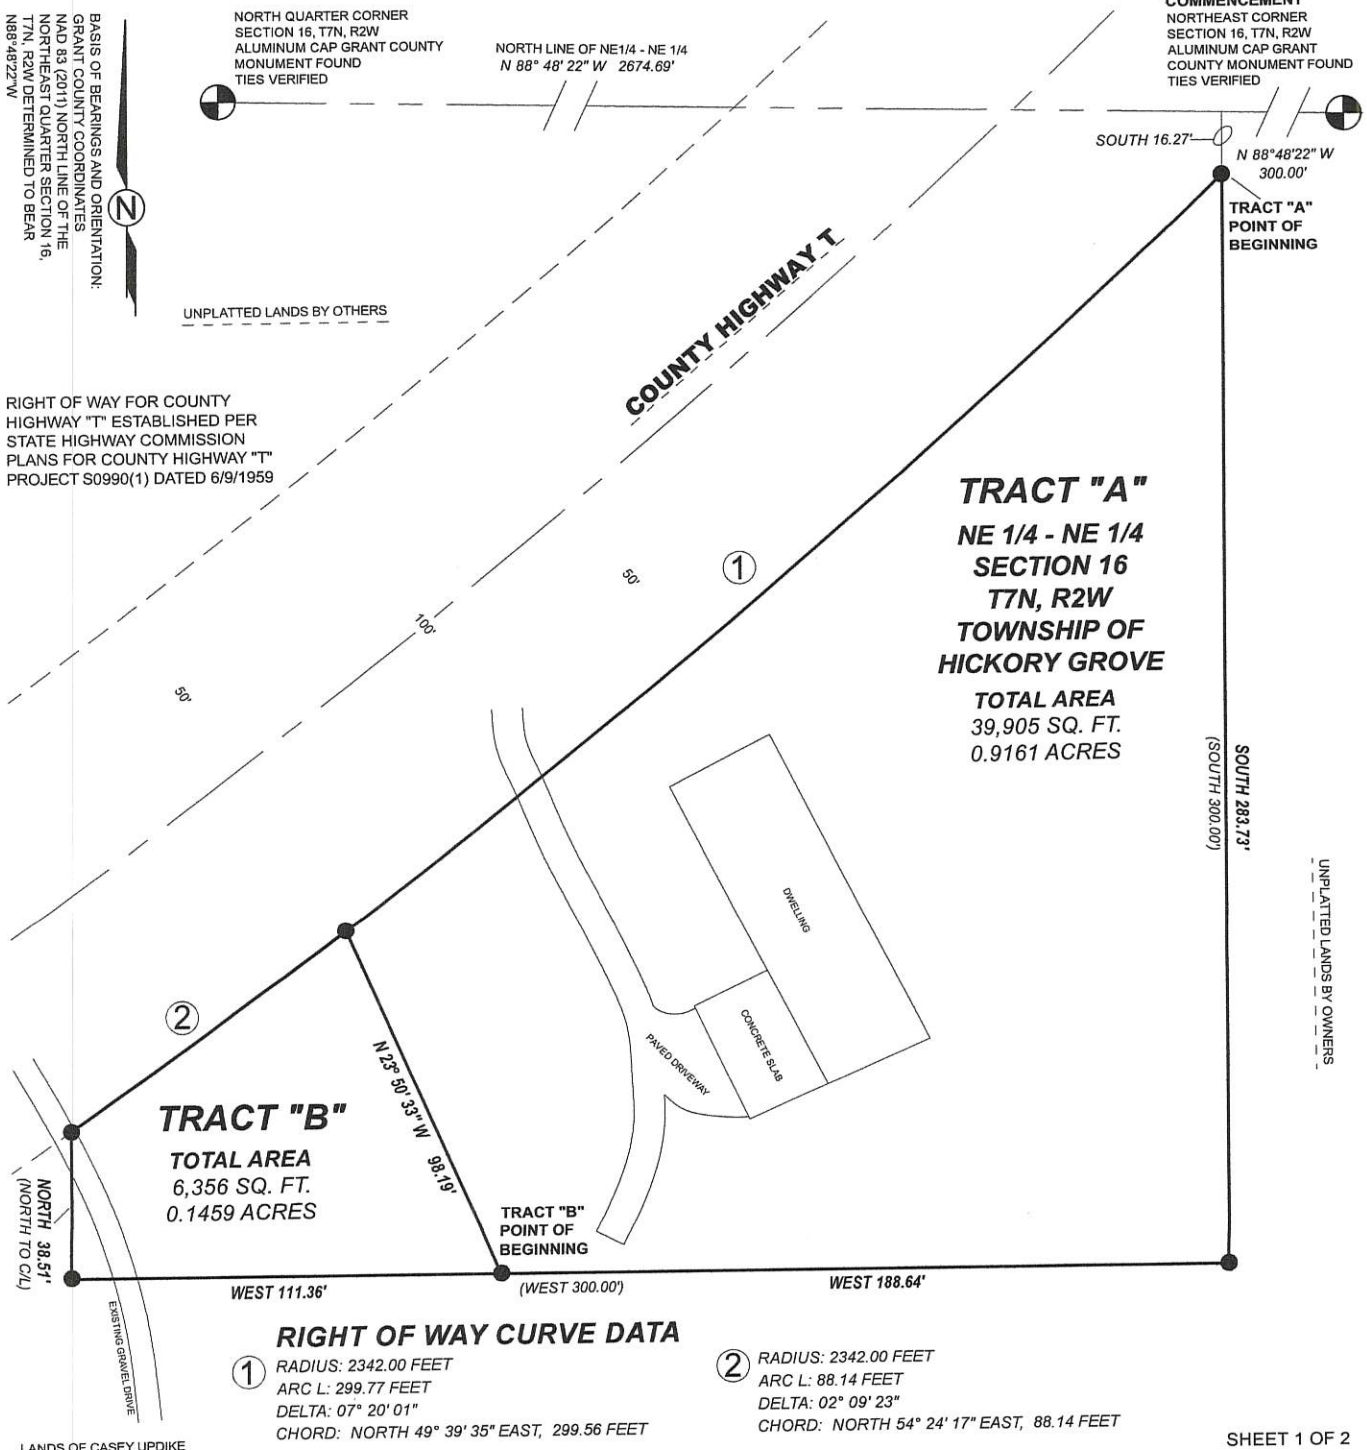 COMMENCEMENT
NORTHEAST CORNER
SECTION 16, T7N, R2W
ALUMINUM CAP GRANT
COUNTY MONUMENT FOUND
TIES VERIFIED
NORTH QUARTER CORNER
SECTION 16, T7N, R2W
ALUMINUM CAP GRANT COUNTY
MONUMENT FOUND
TIES VERIFIED
NORTH LINE OF NE1/4 - NE 1/4
N 88° 48' 22" W 2674.69'
BASIS OF BEARINGS AND ORIENTATION:
GRANT COUNTY COORDINATES
NAD 83 (2011) NORTH LINE OF THE
NORTHEAST QUARTER SECTION 16,
T7N, R2W DETERMINED TO BEAR
N88°48'22"W
N
SOUTH 16.27'
N 88°48'22" W
300.00'
TRACT "A"
POINT OF
BEGINNING
UNPLATTED LANDS BY OTHERS
COUNTY HIGHWAY T
RIGHT OF WAY FOR COUNTY
HIGHWAY "T" ESTABLISHED PER
STATE HIGHWAY COMMISSION
PLANS FOR COUNTY HIGHWAY "T"
PROJECT S0990(1) DATED 6/9/1959
50'
100'
50'
1
TRACT "A"
NE 1/4 - NE 1/4
SECTION 16
T7N, R2W
TOWNSHIP OF
HICKORY GROVE
TOTAL AREA
39,905 SQ. FT.
0.9161 ACRES
SOUTH 283.73'
(SOUTH 300.00')
UNPLATTED LANDS BY OWNERS
DWELLING
CONCRETE SLAB
PAVED DRIVEWAY
2
N 23° 50' 33" W 98.19'
TRACT "B"
TOTAL AREA
6,356 SQ. FT.
0.1459 ACRES
NORTH 38.51'
(NORTH TO C/L)
TRACT "B"
POINT OF
BEGINNING
WEST 111.36'
(WEST 300.00')
WEST 188.64'
EXISTING GRAVEL DRIVE
RIGHT OF WAY CURVE DATA
1
RADIUS: 2342.00 FEET
ARC L: 299.77 FEET
DELTA: 07° 20' 01"
CHORD: NORTH 49° 39' 35" EAST, 299.56 FEET
2
RADIUS: 2342.00 FEET
ARC L: 88.14 FEET
DELTA: 02° 09' 23"
CHORD: NORTH 54° 24' 17" EAST, 88.14 FEET
LANDS OF CASEY UPDIKE
SHEET 1 OF 2